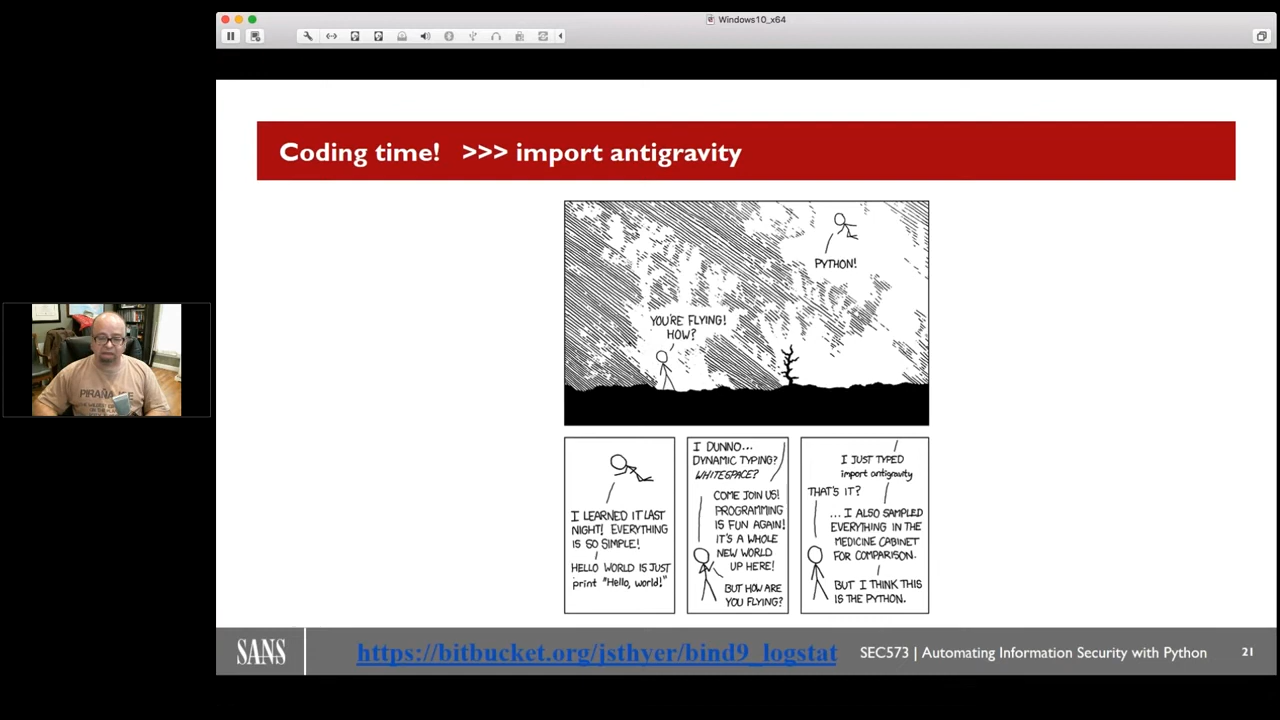 Windows10_x64
Coding time! >>> import antigravity
PYTHON!
YOU'RE FLYING!
HOW?
I LEARNED IT LAST
NIGHT! EVERYTHING
IS SO SIMPLE!
HELLO WORLD IS JUST
print "Hello, world!"
I DUNNO...
DYNAMIC TYPING?
WHITESPACE?
COME JOIN US!
PROGRAMMING
IS FUN AGAIN!
IT'S A WHOLE
NEW WORLD
UP HERE!
BUT HOW ARE
YOU FLYING?
I JUST TYPED
import antigravity
THAT'S IT?
... I ALSO SAMPLED
EVERYTHING IN THE
MEDICINE CABINET
FOR COMPARISON.
BUT I THINK THIS
IS THE PYTHON.
PIRAÑA
SANS
https://bitbucket.org/jsthyer/bind9_logstat
SEC573 | Automating Information Security with Python
21